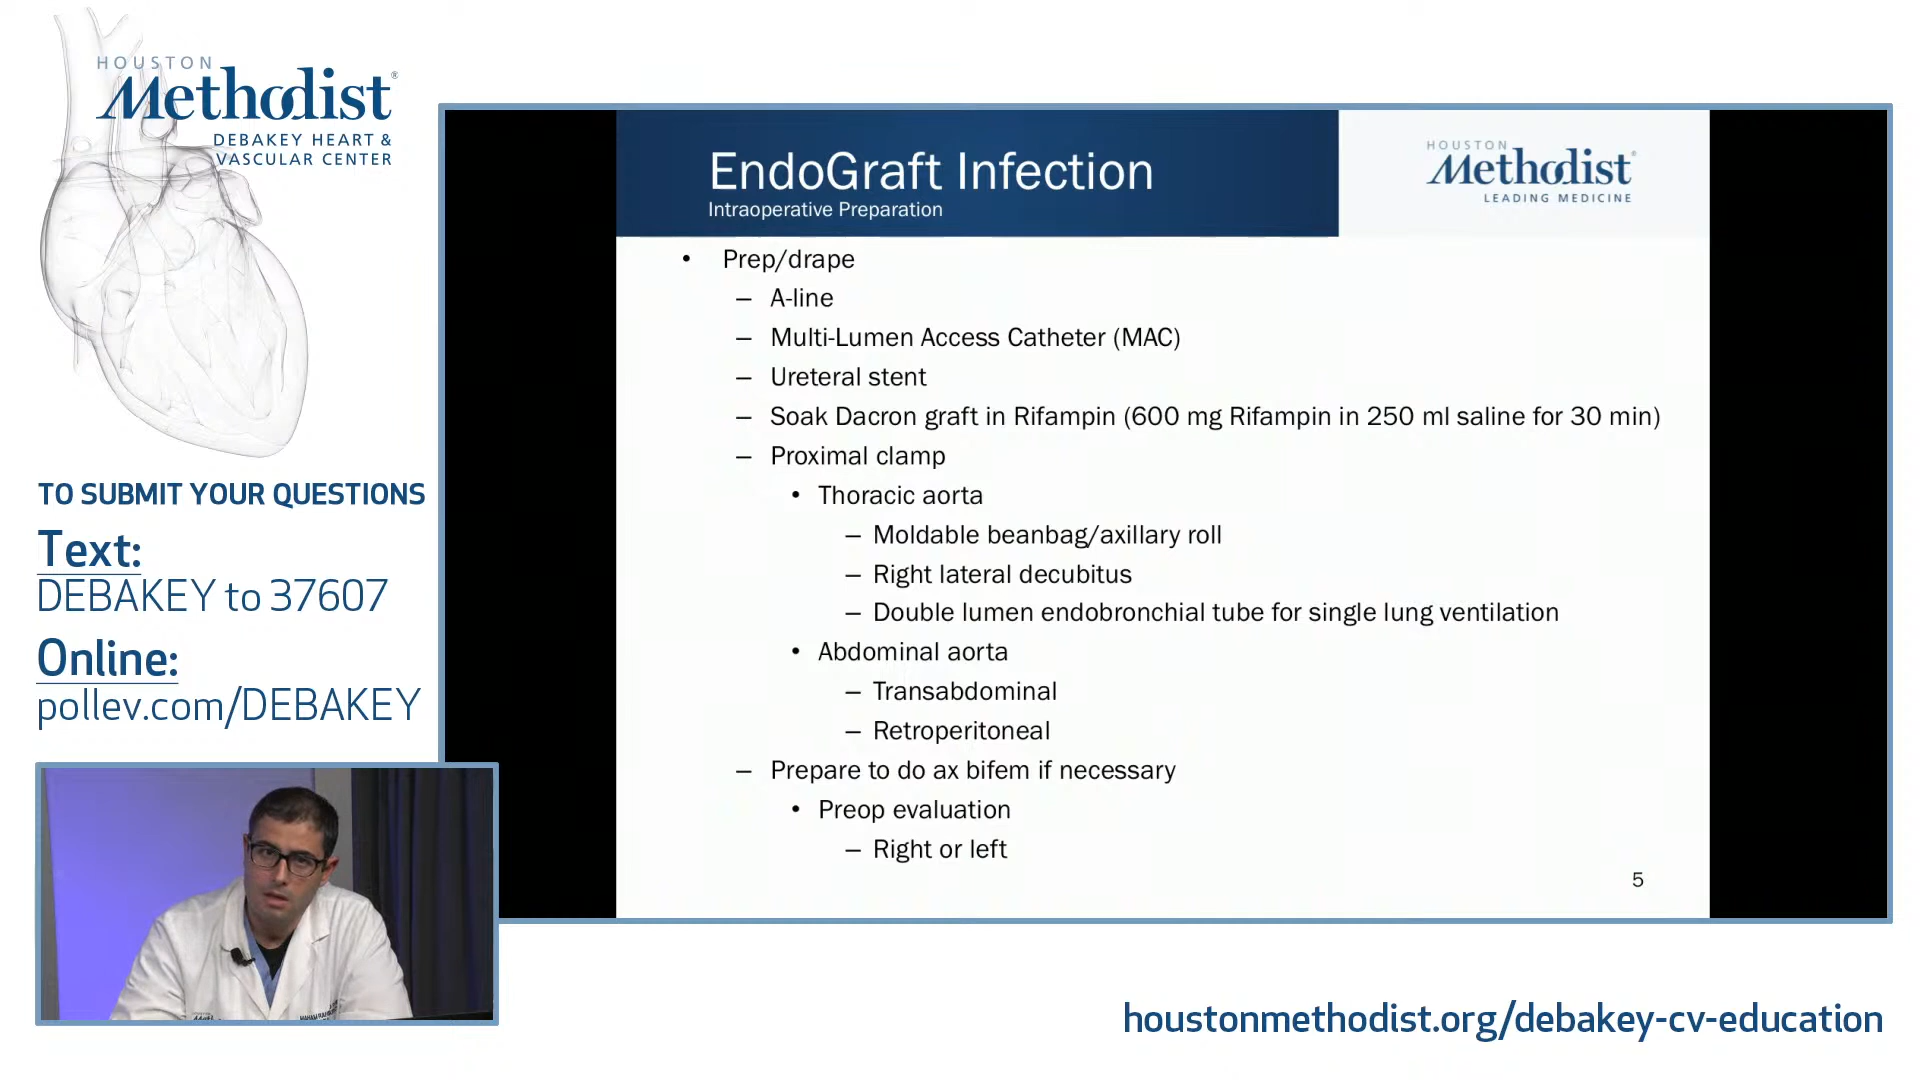 HOUSTON
Methodist®
DEBAKEY HEART &
VASCULAR CENTER
TO SUBMIT YOUR QUESTIONS
Text:
DEBAKEY to 37607
Online:
pollev.com/DEBAKEY
EndoGraft Infection
Intraoperative Preparation
HOUSTON
Methodist®
LEADING MEDICINE
• Prep/drape
– A-line
– Multi-Lumen Access Catheter (MAC)
– Ureteral stent
– Soak Dacron graft in Rifampin (600 mg Rifampin in 250 ml saline for 30 min)
– Proximal clamp
• Thoracic aorta
– Moldable beanbag/axillary roll
– Right lateral decubitus
– Double lumen endobronchial tube for single lung ventilation
• Abdominal aorta
– Transabdominal
– Retroperitoneal
– Prepare to do ax bifem if necessary
• Preop evaluation
– Right or left
5
houstonmethodist.org/debakey-cv-education